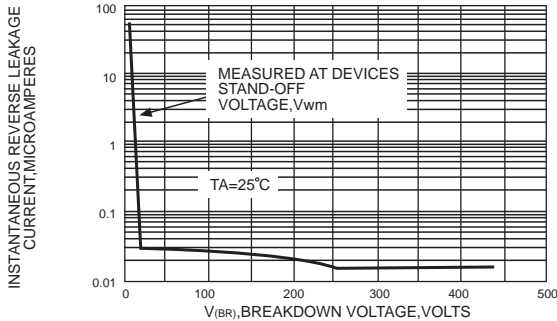 INSTANTANEOUS REVERSE LEAKAGE
CURRENT,MICROAMPERES
100
10
1
0.1
0.01
MEASURED AT DEVICES
STAND-OFF
VOLTAGE,Vwm
TA=25°C
0 100 200 300 400 500
V(BR),BREAKDOWN VOLTAGE,VOLTS